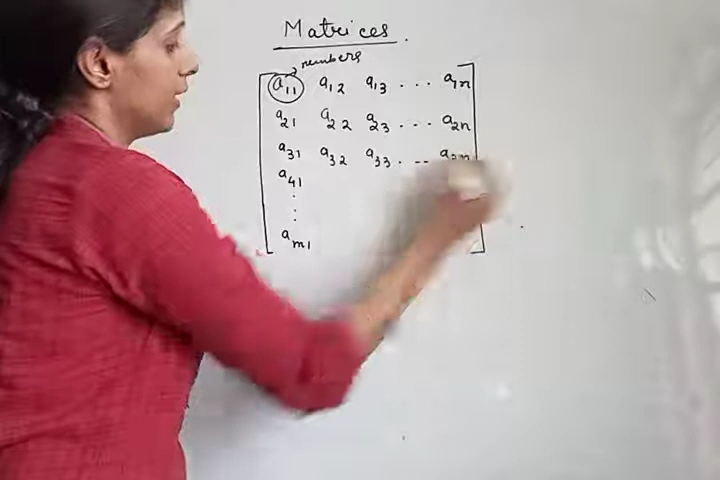 Matrices.
numbers
a11 a12 a13 ... a1n
a21 a22 a23 ... a2n
a31 a32 a33 ... a3n
a41
:
:
am1